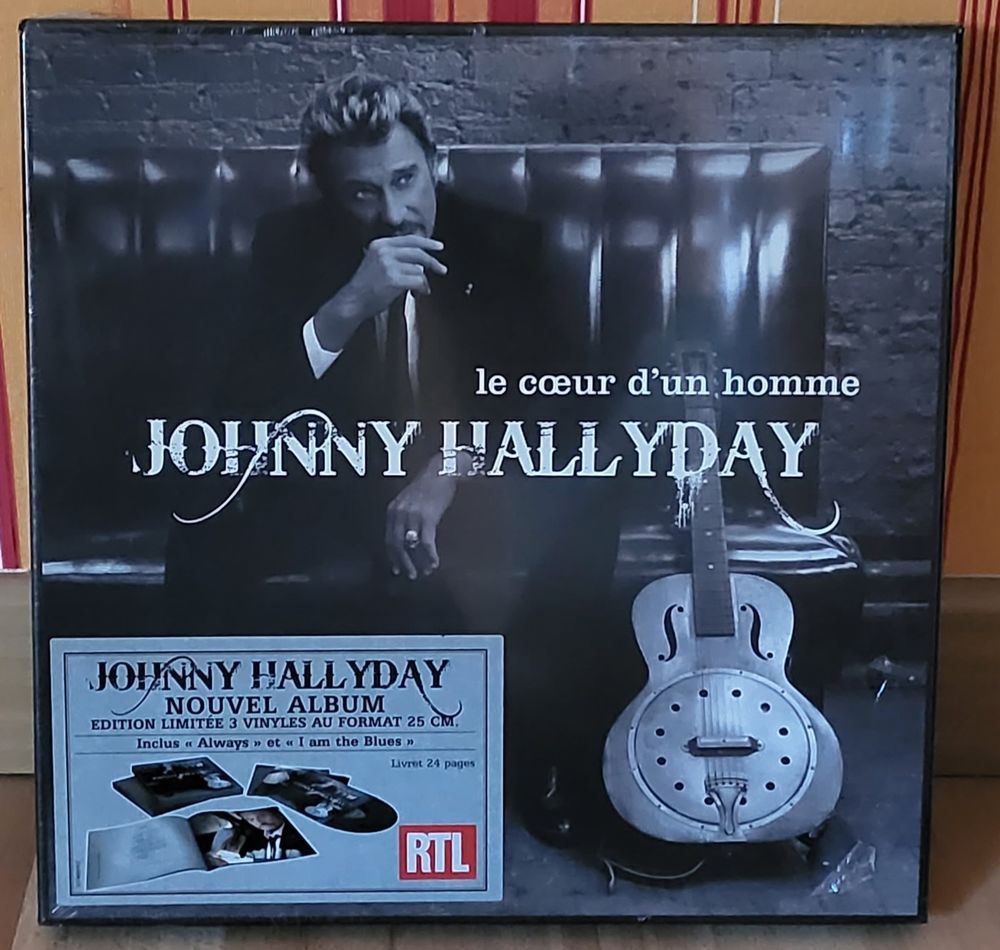 le cœur d'un homme
JOHNNY HALLYDAY
JOHNNY HALLYDAY
NOUVEL ALBUM
EDITION LIMITÉE 3 VINYLES AU FORMAT 25 CM.
Inclus « Always » et « I am the Blues »
Livret 24 pages
RTL